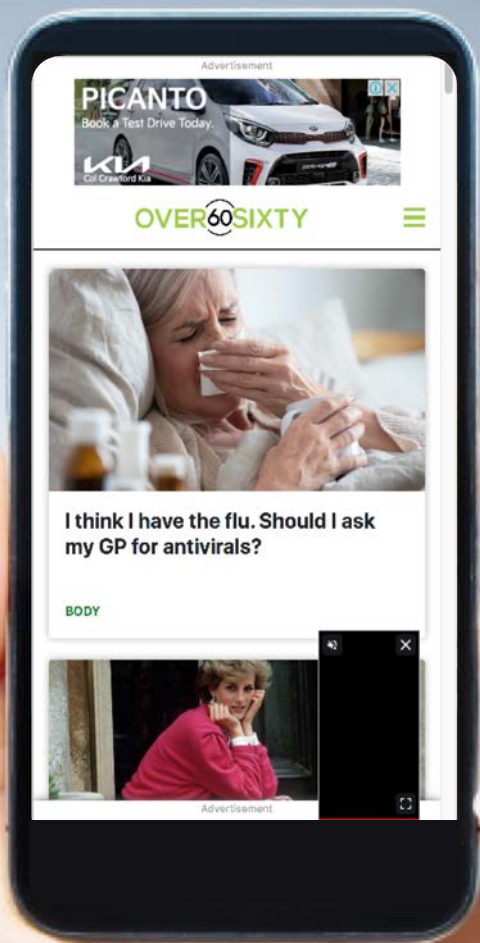 Advertisement
PICANTO
Book a Test Drive Today.
KIA
Col Crawford Kia
OVER60SIXTY
I think I have the flu. Should I ask
my GP for antivirals?
BODY
Advertisement